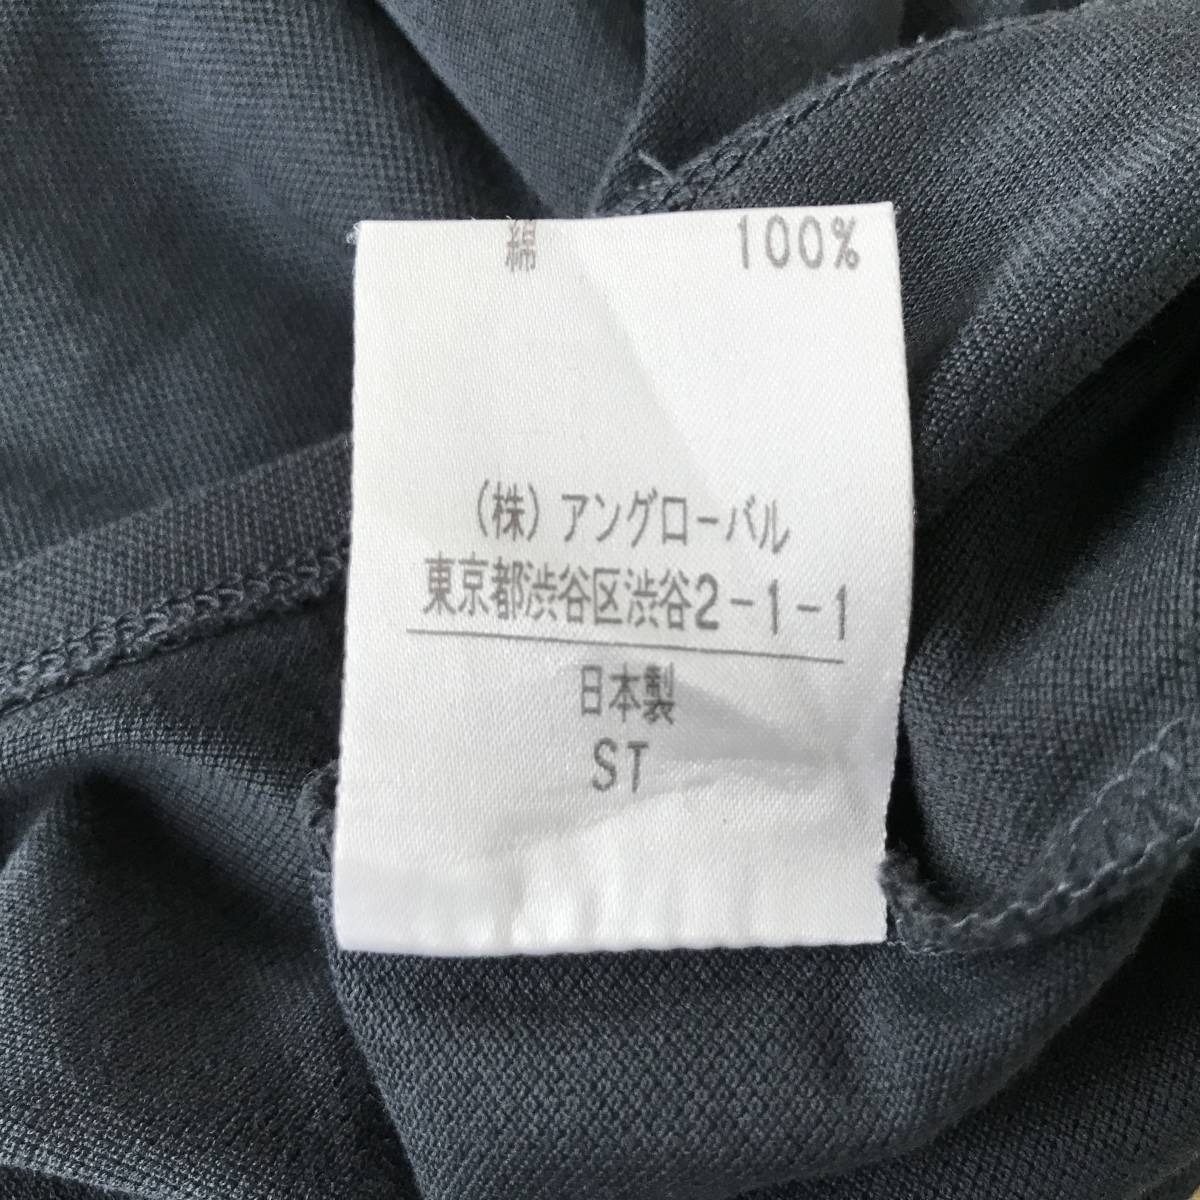 綿 100%
(株)アングローバル
東京都渋谷区渋谷2-1-1
日本製
ST